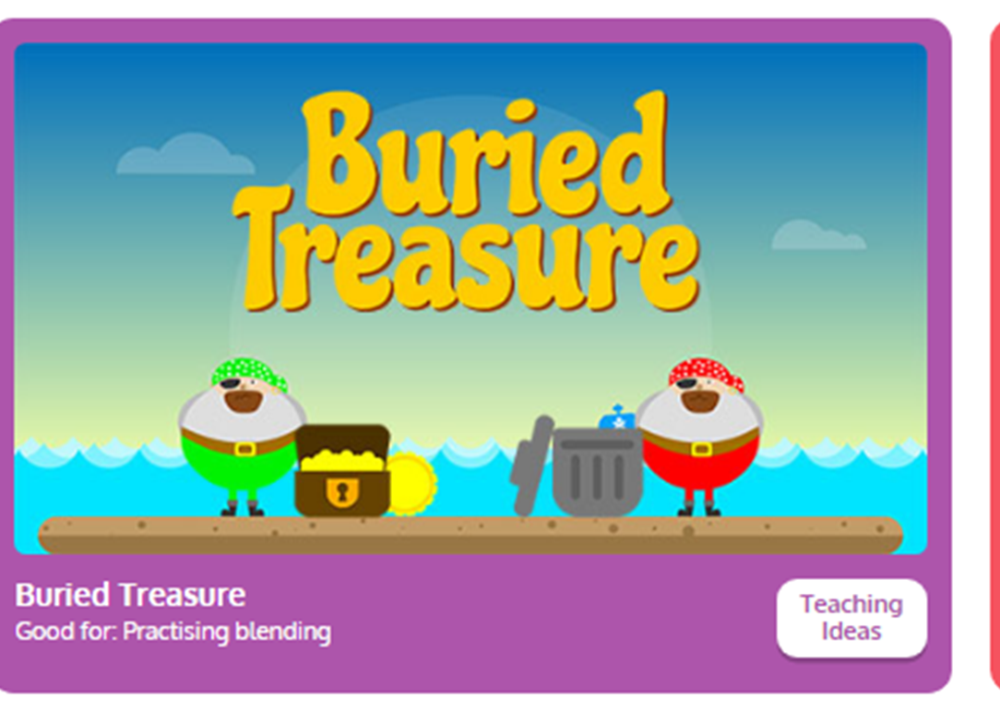 Buried
Treasure
Buried Treasure
Good for: Practising blending
Teaching
Ideas